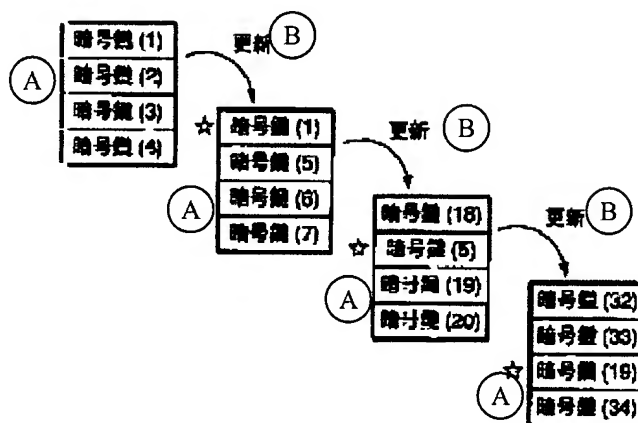 暗号鍵 (1)
暗号鍵 (2)
暗号鍵 (3)
暗号鍵 (4)
A
更新 B
☆ 暗号鍵 (1)
暗号鍵 (5)
暗号鍵 (6)
暗号鍵 (7)
A
更新 B
暗号鍵 (18)
☆ 暗号鍵 (5)
暗号鍵 (19)
暗号鍵 (20)
A
更新 B
暗号鍵 (32)
暗号鍵 (33)
☆ 暗号鍵 (19)
暗号鍵 (34)
A